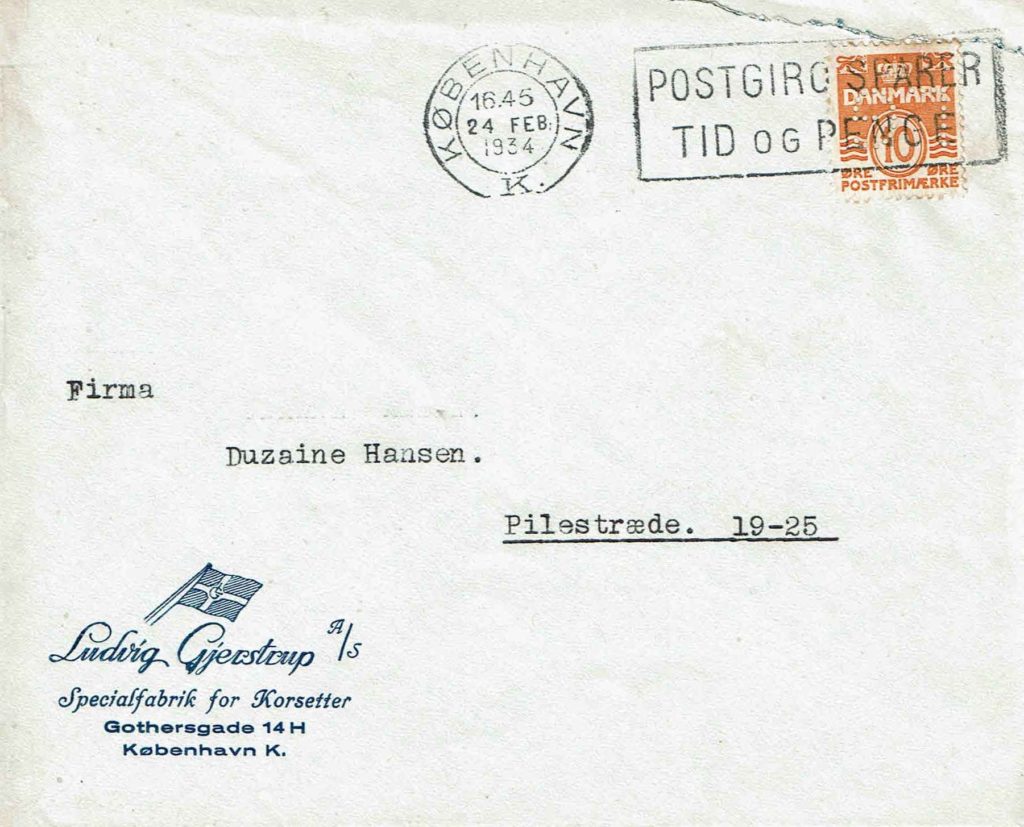 KØBENHAVN
16.45
24 FEB.
1934
K.
POSTGIRO SPARER
TID OG PENGE
DANMARK
10
ØRE ØRE
POSTFRIMÆRKE
Firma
Duzaine Hansen.
Pilestræde. 19-25
Ludvig Gjerstrup A/S
Specialfabrik for Korsetter
Gothersgade 14 H
København K.